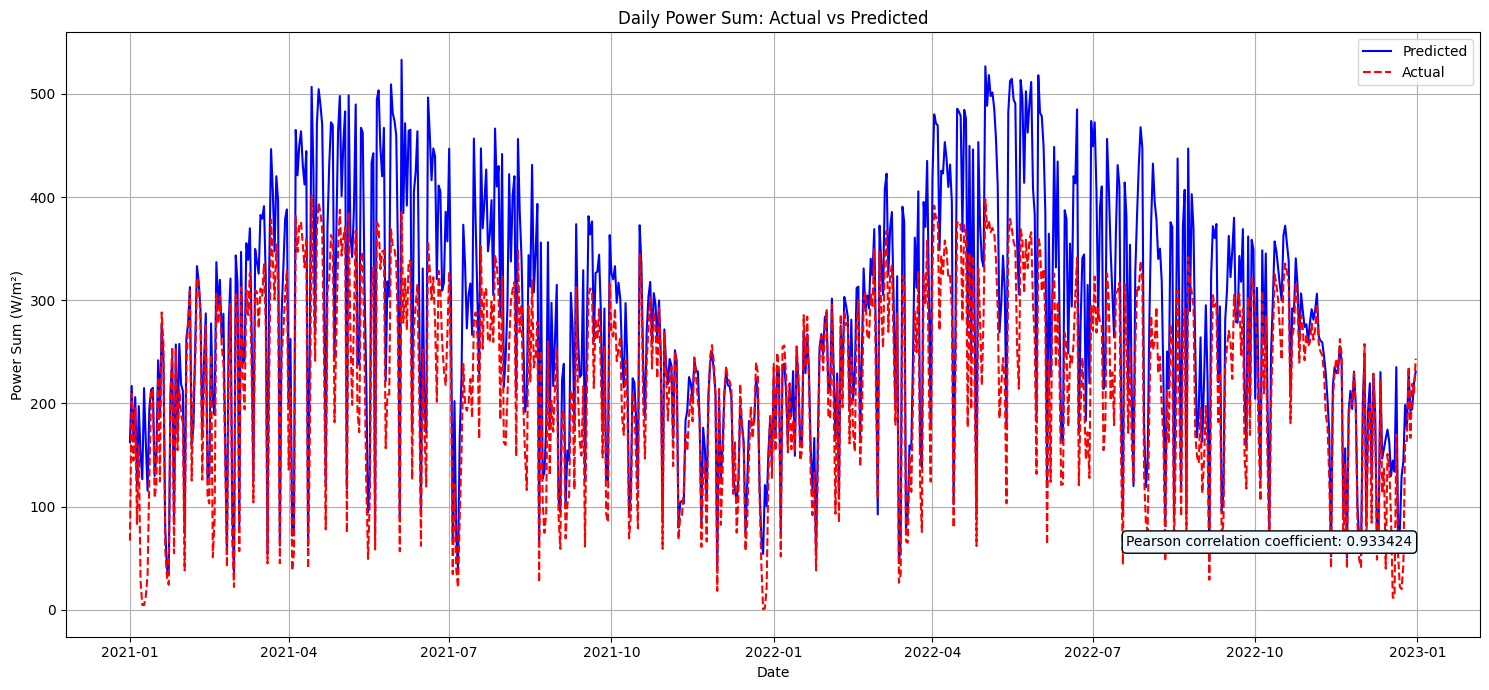 Daily Power Sum: Actual vs Predicted
Predicted
Actual
Power Sum (W/m²)
500
400
300
200
100
0
Pearson correlation coefficient: 0.933424
2021-01
2021-04
2021-07
2021-10
2022-01
2022-04
2022-07
2022-10
2023-01
Date